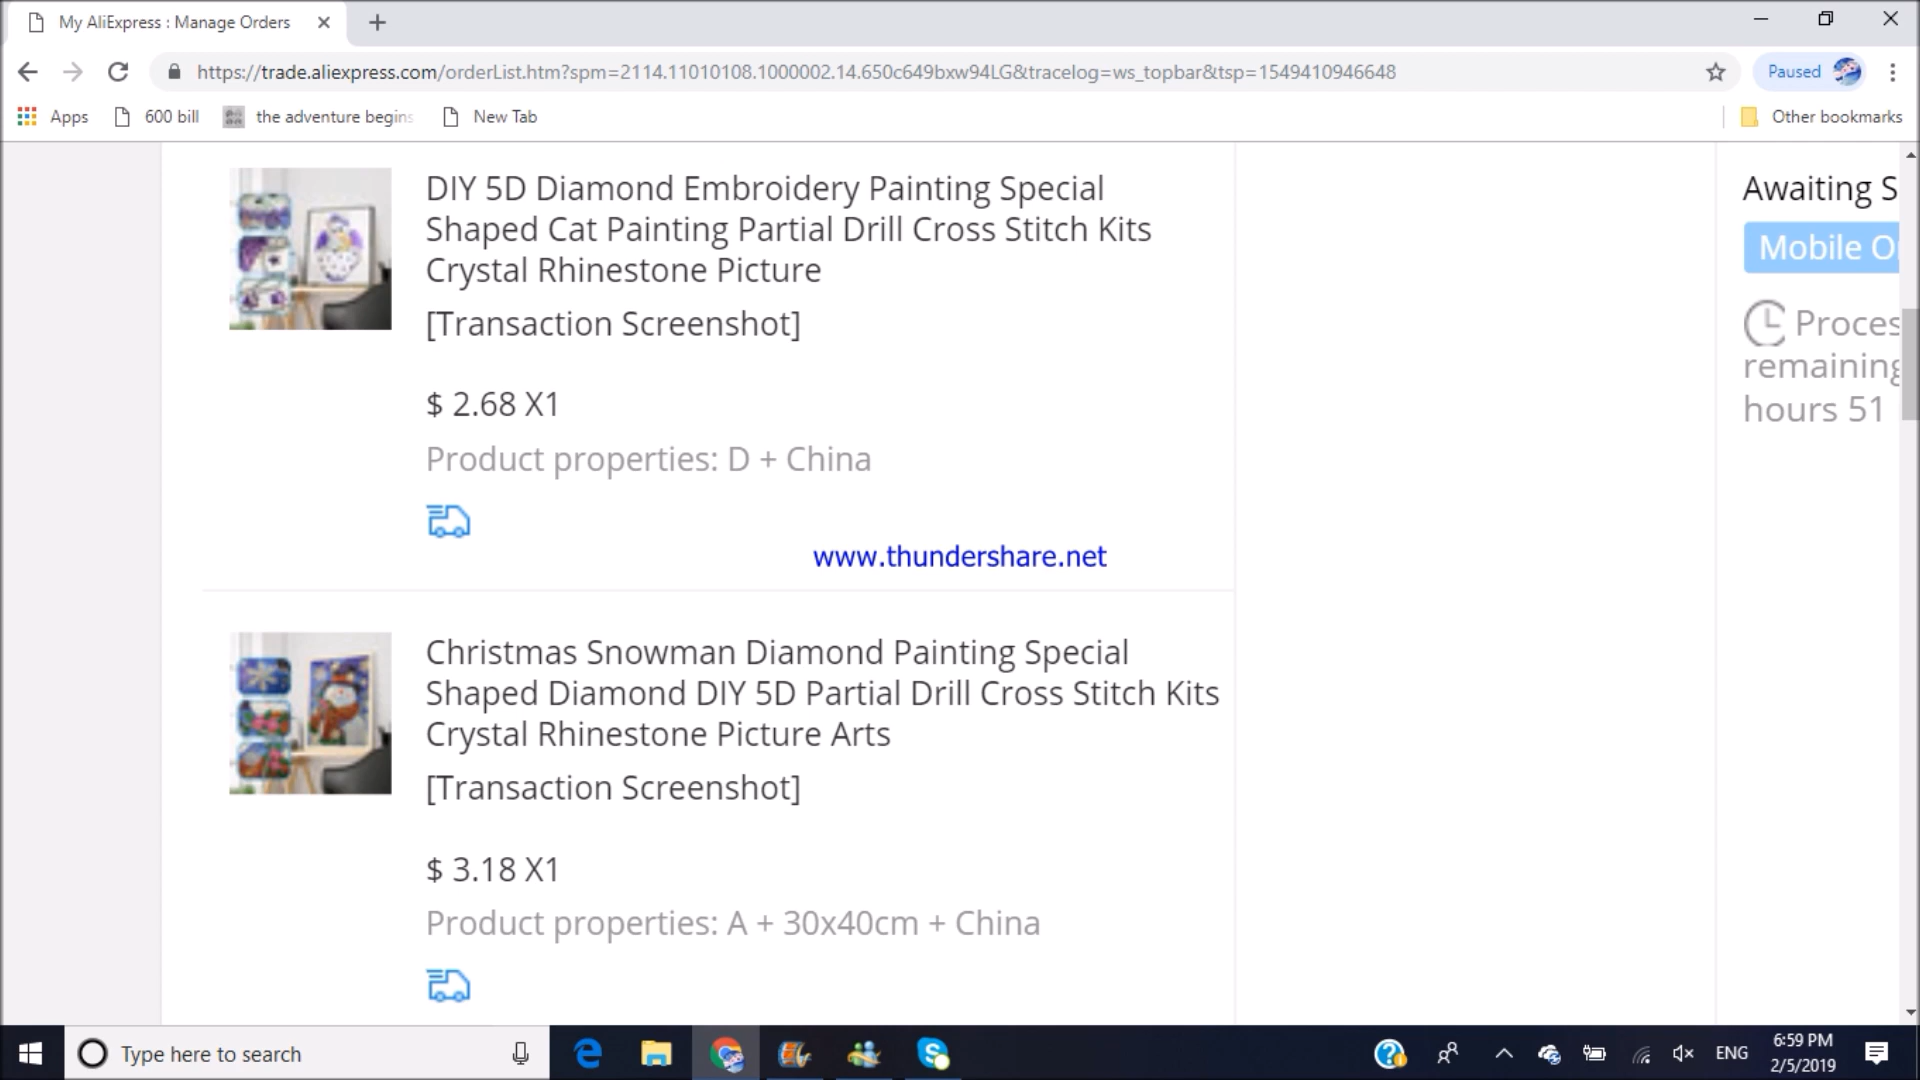 My AliExpress : Manage Orders
https://trade.aliexpress.com/orderList.htm?spm=2114.11010108.1000002.14.650c649bxw94LG&tracelog=ws_topbar&tsp=1549410946648
Paused
Apps
600 bill
the adventure begins
New Tab
Other bookmarks
DIY 5D Diamond Embroidery Painting Special
Shaped Cat Painting Partial Drill Cross Stitch Kits
Crystal Rhinestone Picture
[Transaction Screenshot]
$ 2.68 X1
Product properties: D + China
Awaiting S
Mobile O
Proces
remaining
hours 51
www.thundershare.net
Christmas Snowman Diamond Painting Special
Shaped Diamond DIY 5D Partial Drill Cross Stitch Kits
Crystal Rhinestone Picture Arts
[Transaction Screenshot]
$ 3.18 X1
Product properties: A + 30x40cm + China
Type here to search
ENG
6:59 PM
2/5/2019